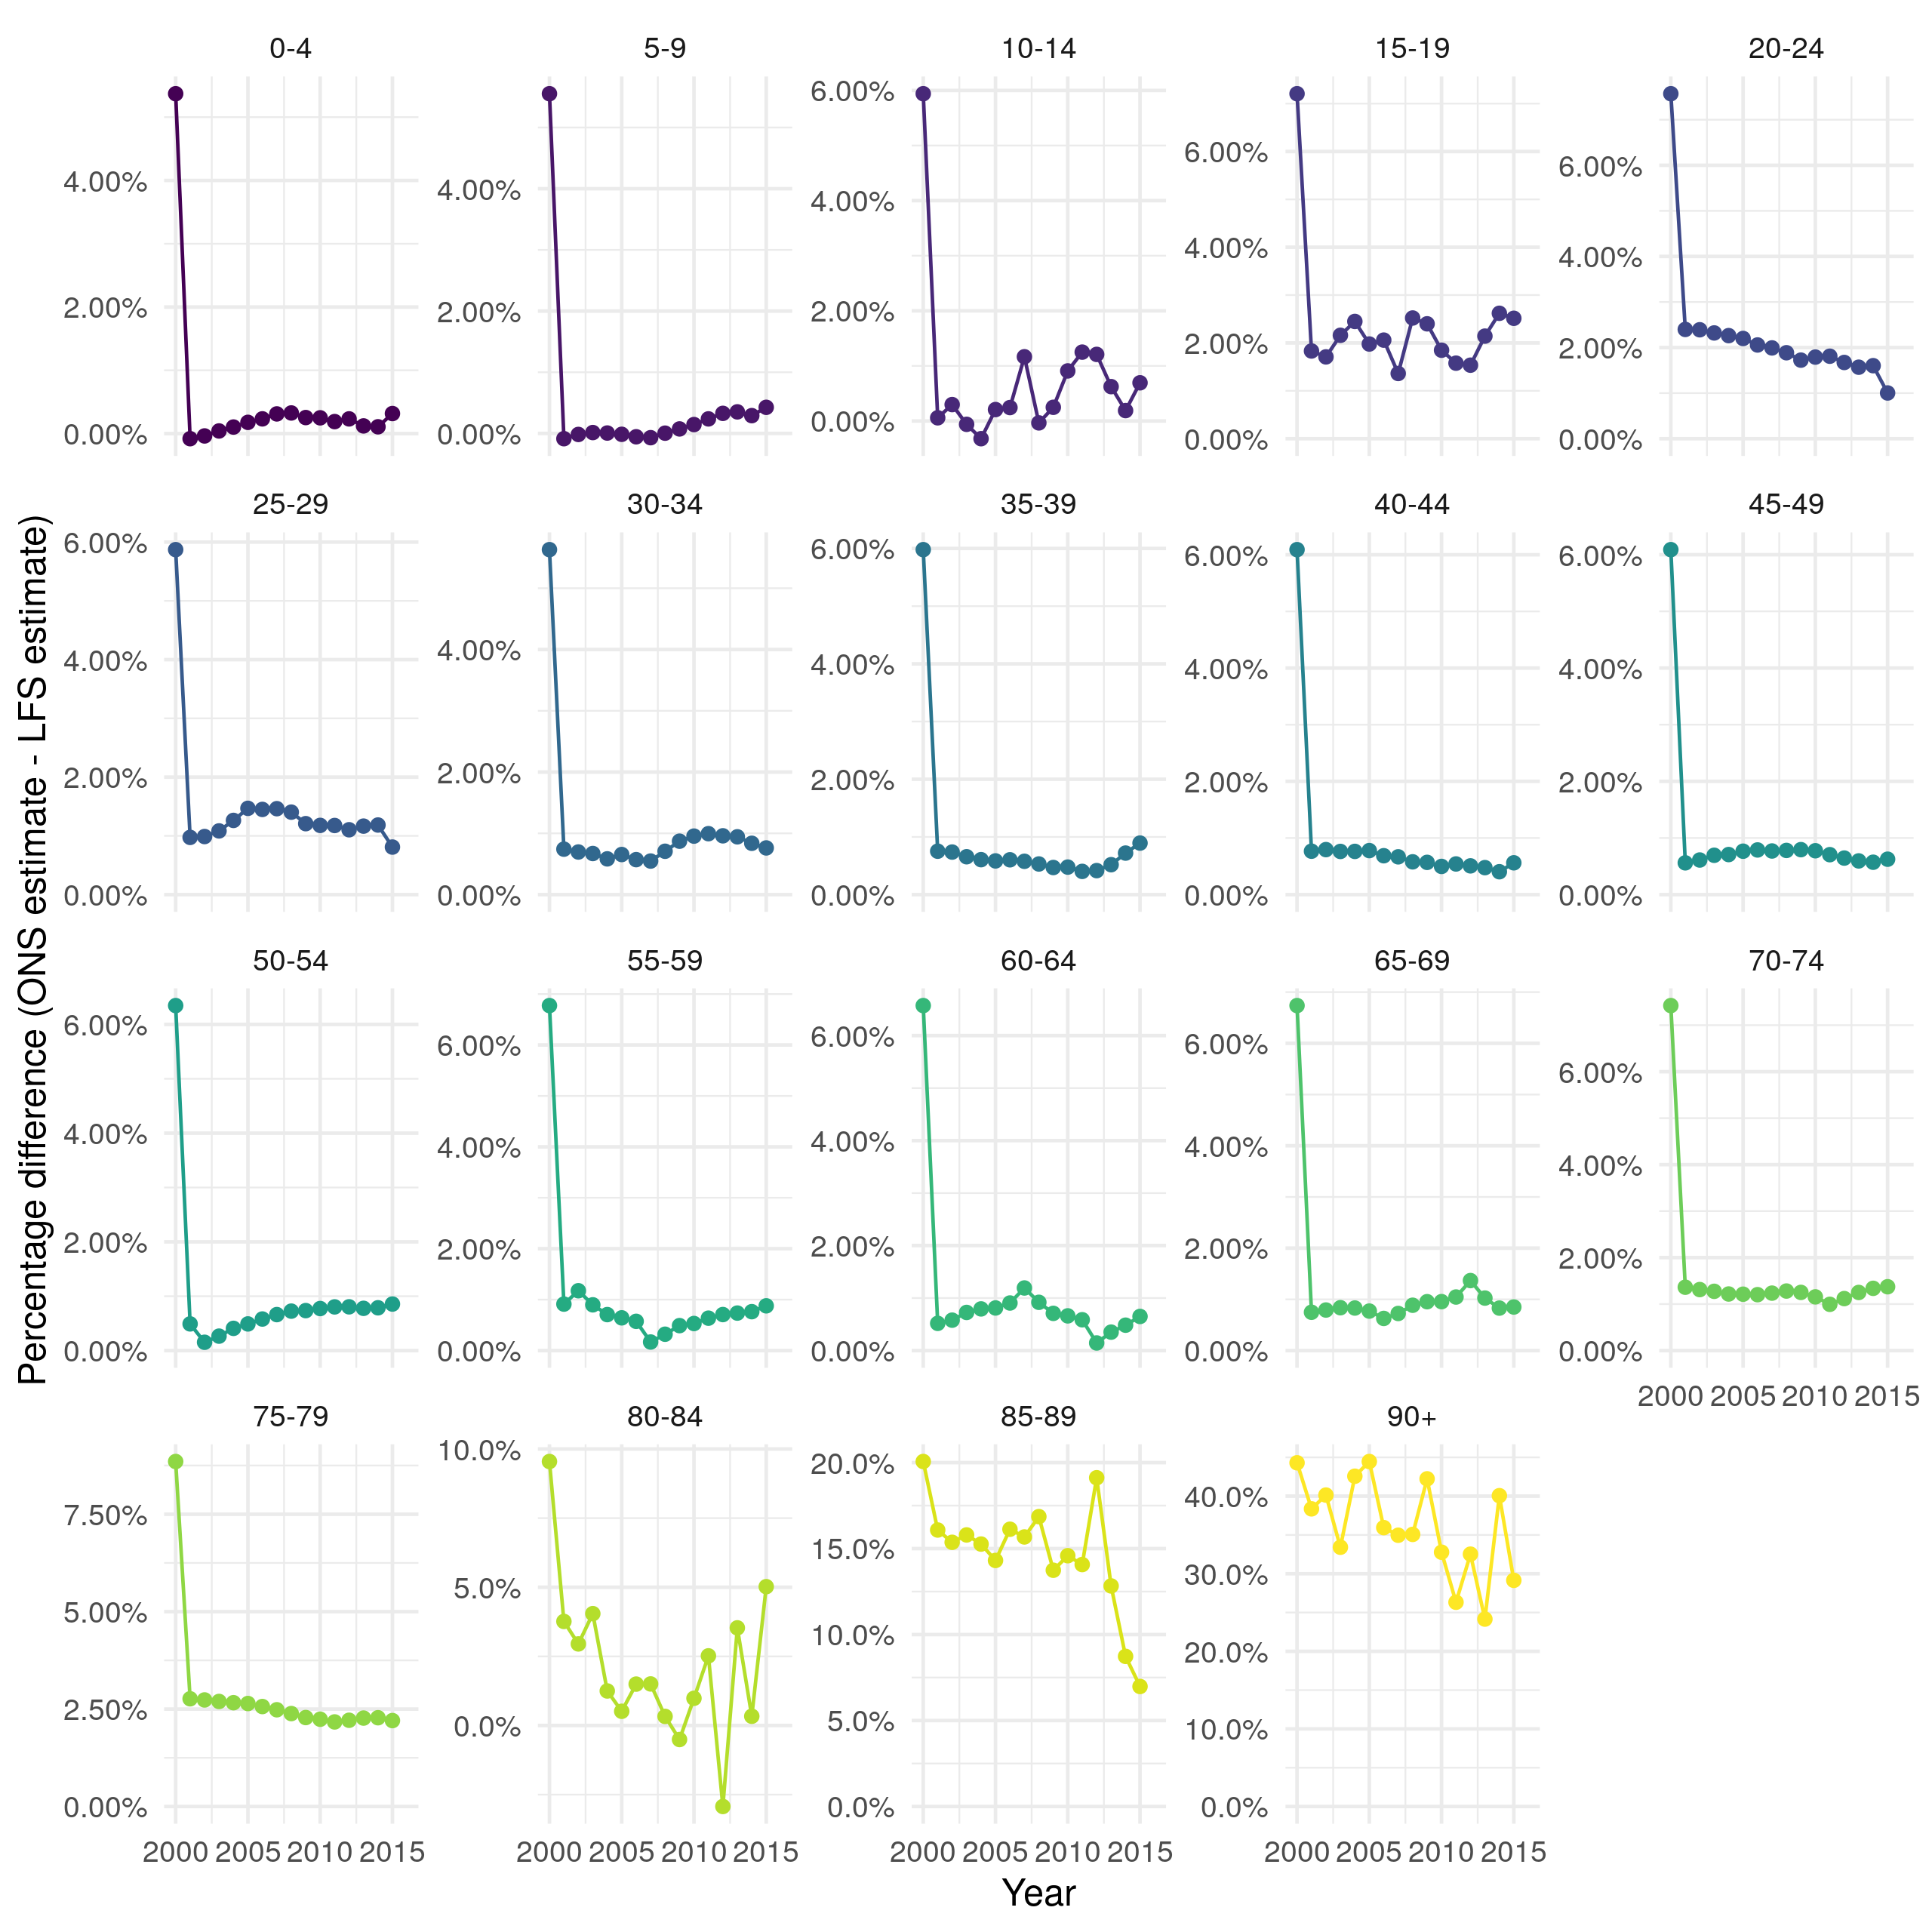 0-4 5-9 10-14 15-19 20-24
4.00% 2.00% 0.00%
4.00% 2.00% 0.00%
6.00% 4.00% 2.00% 0.00%
6.00% 4.00% 2.00% 0.00%
6.00% 4.00% 2.00% 0.00%
25-29 30-34 35-39 40-44 45-49
6.00% 4.00% 2.00% 0.00%
4.00% 2.00% 0.00%
6.00% 4.00% 2.00% 0.00%
6.00% 4.00% 2.00% 0.00%
6.00% 4.00% 2.00% 0.00%
Percentage difference (ONS estimate - LFS estimate)
50-54 55-59 60-64 65-69 70-74
6.00% 4.00% 2.00% 0.00%
6.00% 4.00% 2.00% 0.00%
6.00% 4.00% 2.00% 0.00%
6.00% 4.00% 2.00% 0.00%
6.00% 4.00% 2.00% 0.00%
2000 2005 2010 2015
75-79 80-84 85-89 90+
7.50% 5.00% 2.50% 0.00%
10.0% 5.0% 0.0%
20.0% 15.0% 10.0% 5.0% 0.0%
40.0% 30.0% 20.0% 10.0% 0.0%
2000 2005 2010 2015 2000 2005 2010 2015 2000 2005 2010 2015 2000 2005 2010 2015
Year